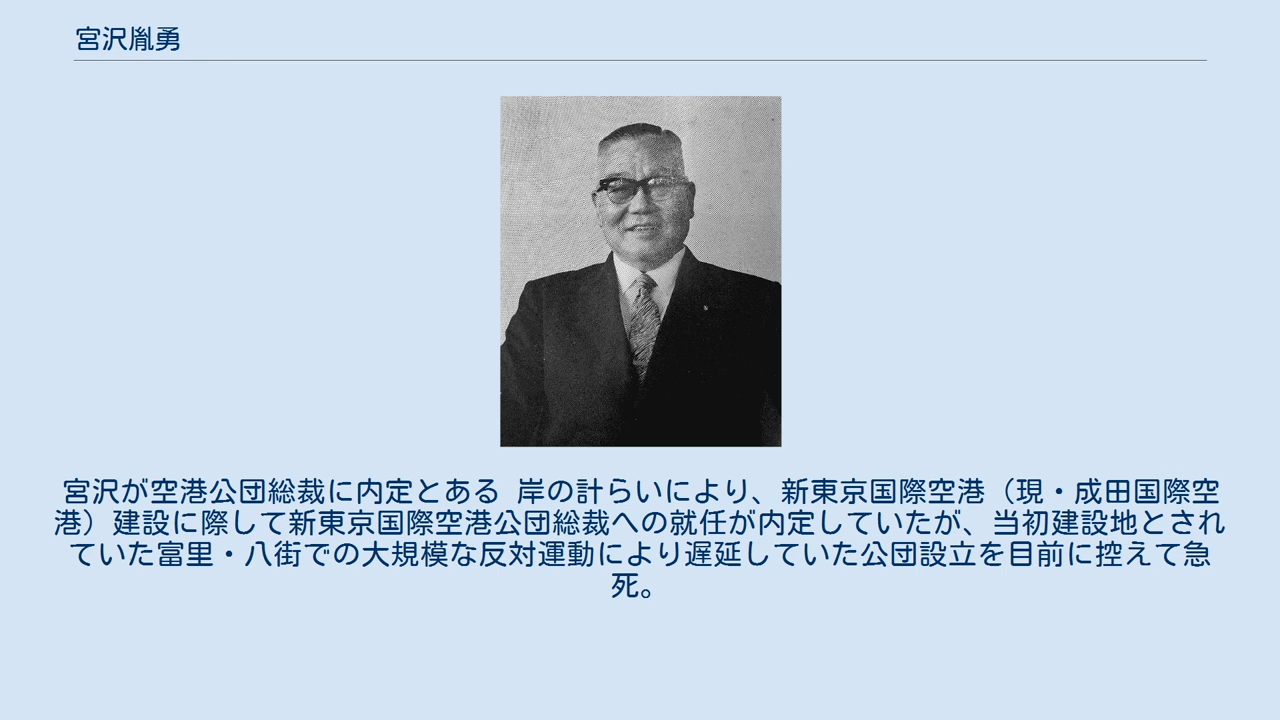 宮沢胤勇
宮沢が空港公団総裁に内定とある 岸の計らいにより、新東京国際空港（現・成田国際空
港）建設に際して新東京国際空港公団総裁への就任が内定していたが、当初建設地とされ
ていた富里・八街での大規模な反対運動により遅延していた公団設立を目前に控えて急
死。